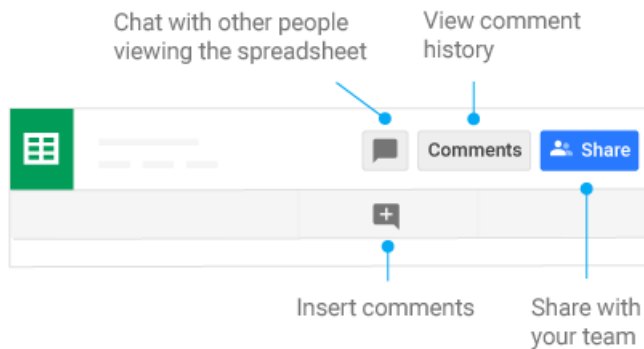 Chat with other people
viewing the spreadsheet
View comment
history
Comments
Share
Insert comments
Share with
your team